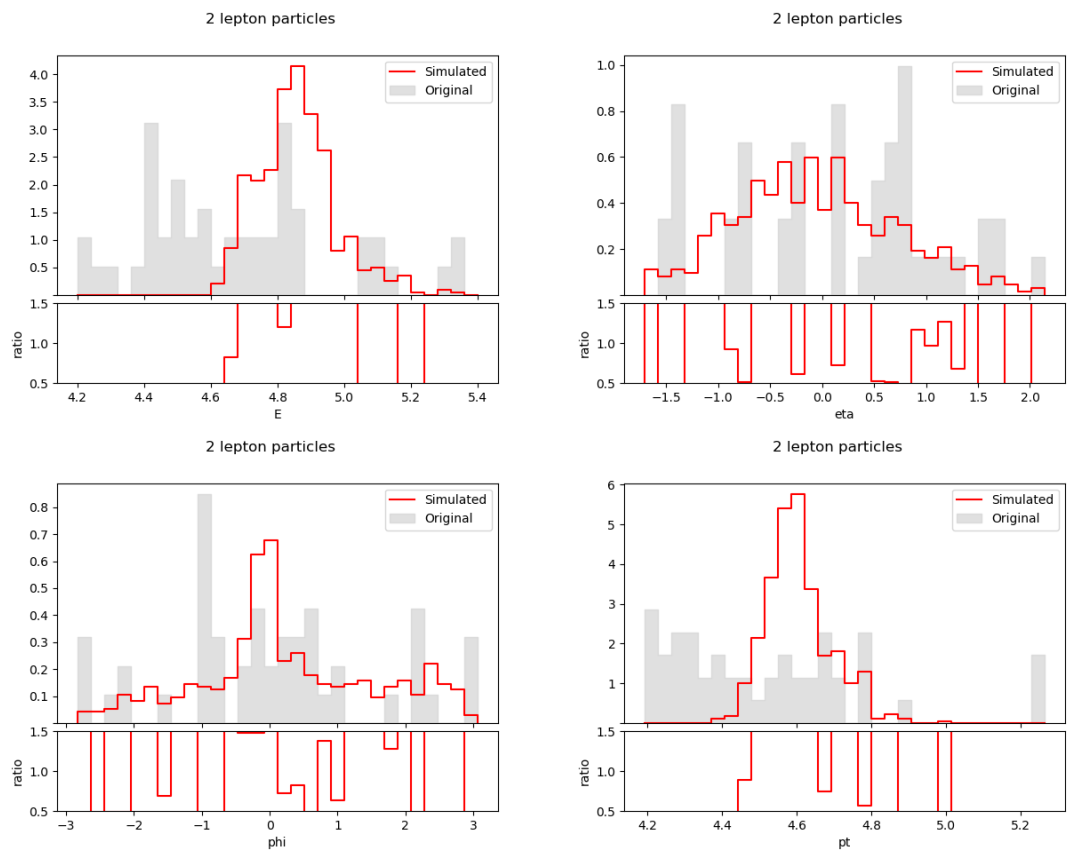 2 lepton particles
4.0
3.5
3.0
2.5
2.0
1.5
1.0
0.5
Simulated
Original
1.5
1.0
0.5
ratio
4.2 4.4 4.6 4.8 5.0 5.2 5.4
E
2 lepton particles
1.0
0.8
0.6
0.4
0.2
Simulated
Original
1.5
1.0
0.5
ratio
−1.5 −1.0 −0.5 0.0 0.5 1.0 1.5 2.0
eta
2 lepton particles
0.8
0.7
0.6
0.5
0.4
0.3
0.2
0.1
Simulated
Original
1.5
1.0
0.5
ratio
−3 −2 −1 0 1 2 3
phi
2 lepton particles
6
5
4
3
2
1
Simulated
Original
1.5
1.0
0.5
ratio
4.2 4.4 4.6 4.8 5.0 5.2
pt